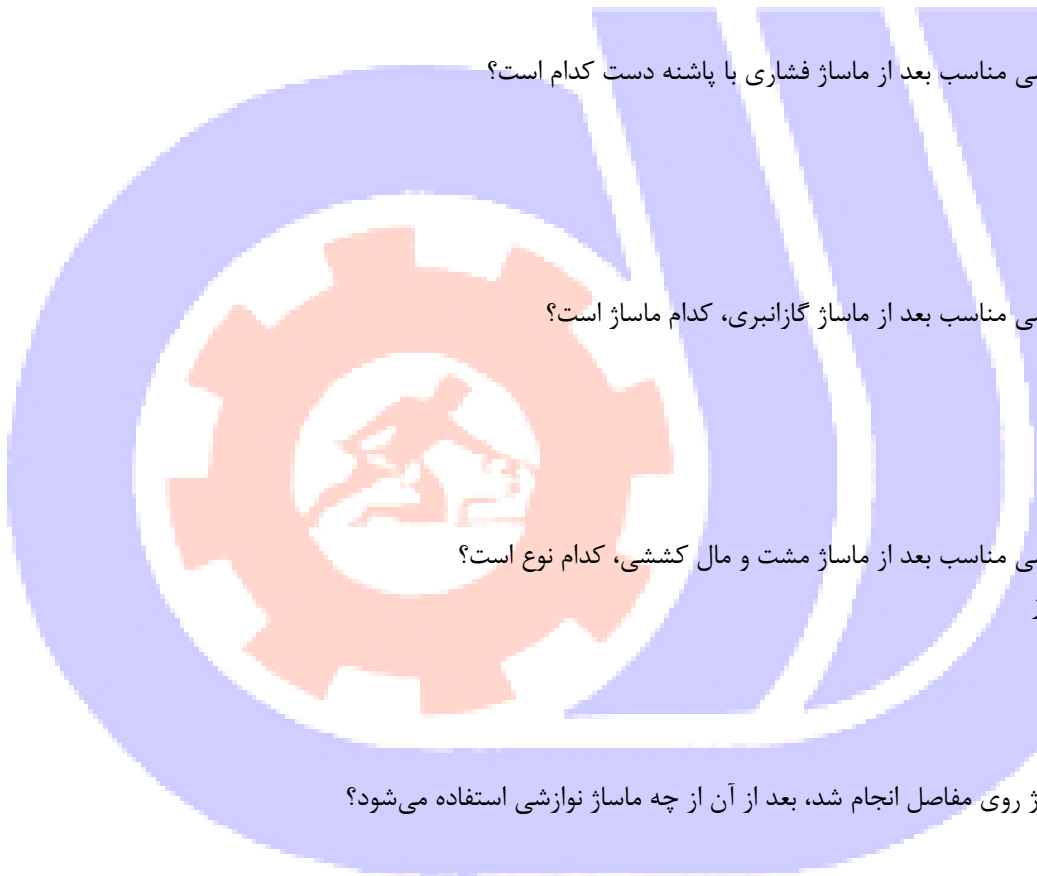 مناسب بعد از ماساژ فشاری با پاشنه دست کدام است؟
مناسب بعد از ماساژ گازانبری، کدام ماساژ است؟
مناسب بعد از ماساژ مشت و مال کششی، کدام نوع است؟
روی مفاصل انجام شد، بعد از آن از چه ماساژ نوازشی استفاده می‌شود؟